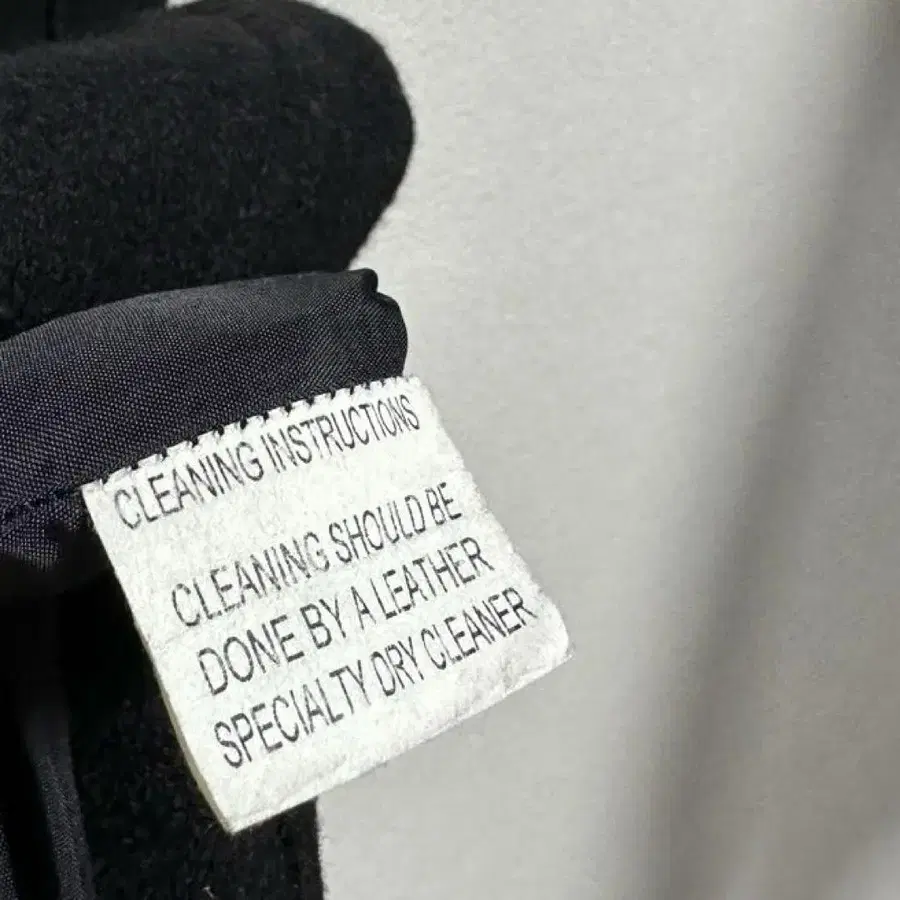 CLEANING INSTRUCTIONS
CLEANING SHOULD BE
DONE BY A LEATHER
SPECIALTY DRY CLEANER